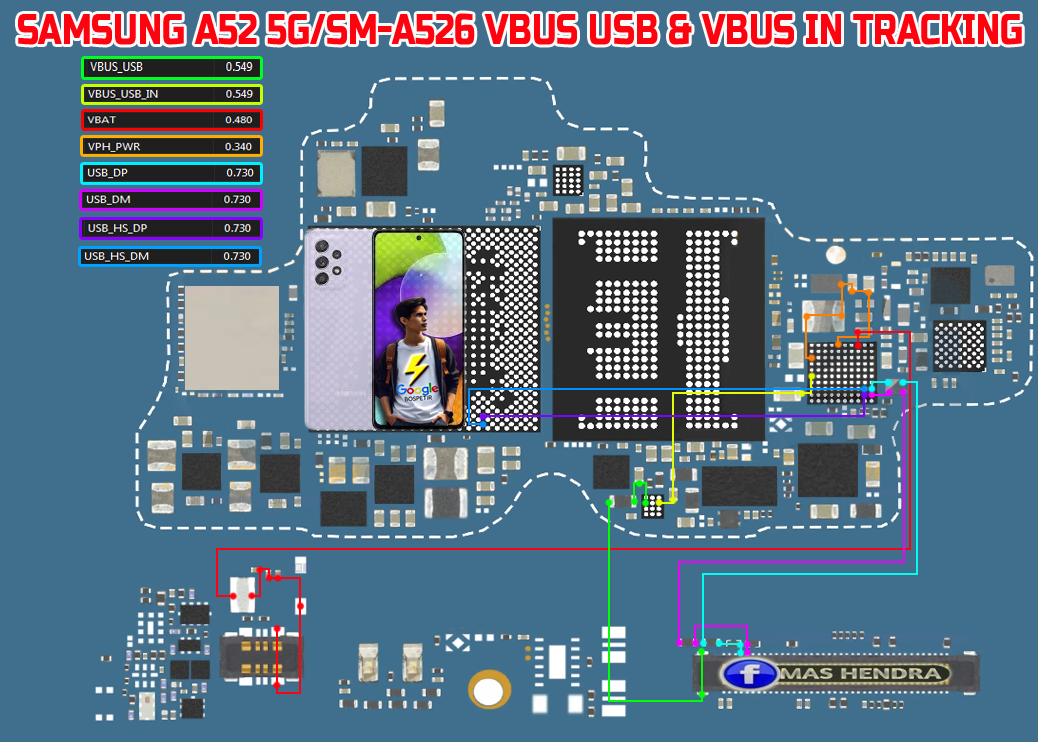 SAMSUNG A52 5G/SM-A526 VBUS USB & VBUS IN TRACKING
VBUS_USB 0.549
VBUS_USB_IN 0.549
VBAT 0.480
VPH_PWR 0.340
USB_DP 0.730
USB_DM 0.730
USB_HS_DP 0.730
USB_HS_DM 0.730
Google
BOSPETIR
f MAS HENDRA